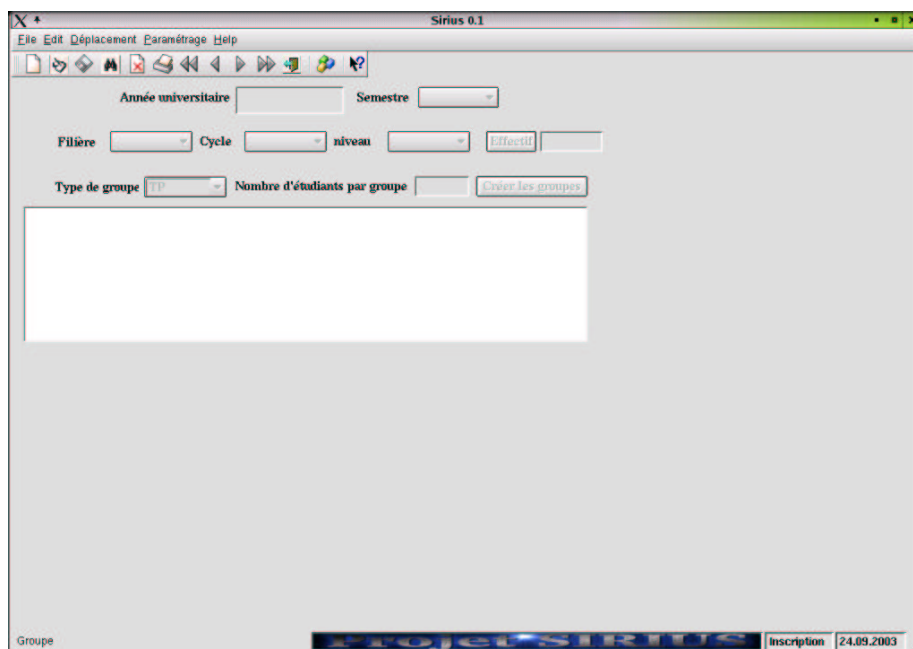 Sirius 0.1
File Edit Déplacement Paramétrage Help
Année universitaire Semestre
Filière Cycle niveau Effectif
Type de groupe TP Nombre d'étudiants par groupe Créer les groupes
Groupe Projet SIRIUS Inscription 24.09.2003